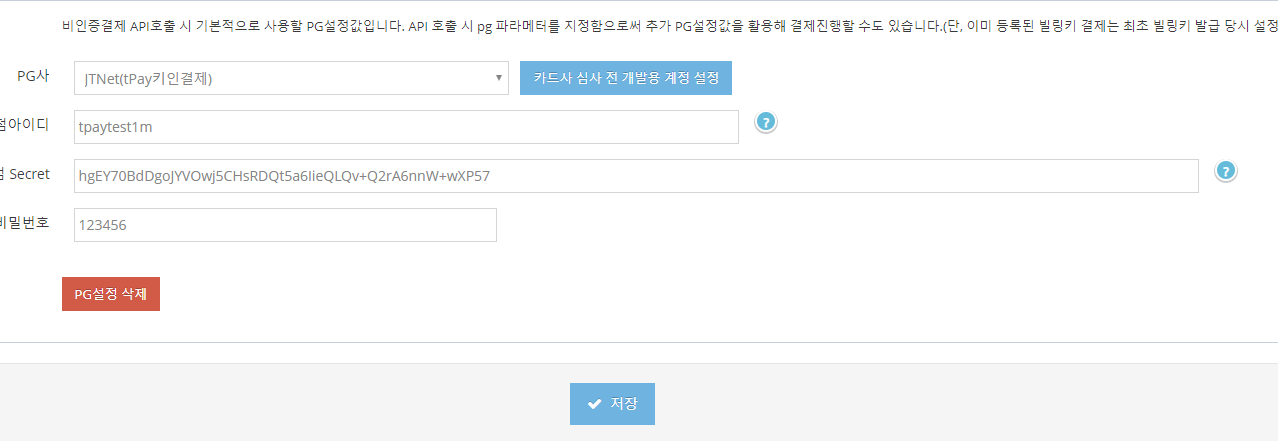 비인증결제 API호출 시 기본적으로 사용할 PG설정값입니다. API 호출 시 pg 파라메터를 지정함으로써 추가 PG설정값을 활용해 결제진행할 수도 있습니다.(단, 이미 등록된 빌링키 결제는 최초 빌링키 발급 당시 설정
PG사 JTNet(tPay키인결제) 카드사 심사 전 개발용 계정 설정
점아이디 tpaytest1m ?
Secret hgEY70BdDgoJYVOwj5CHsRDQt5a6IieQLQv+Q2rA6nnW+wXP57 ?
비밀번호 123456
PG설정 삭제
저장